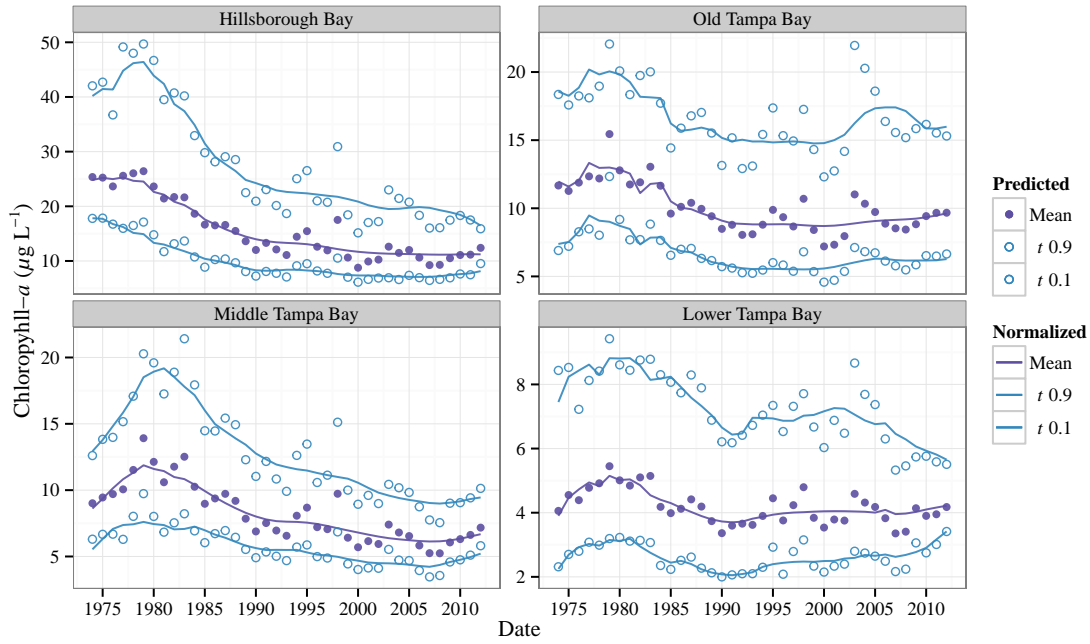 Hillsborough Bay
Old Tampa Bay
50
40
30
20
10
20
15
10
5
Middle Tampa Bay
Lower Tampa Bay
20
15
10
5
8
6
4
2
1975 1980 1985 1990 1995 2000 2005 2010
1975 1980 1985 1990 1995 2000 2005 2010
Date
Chloropyhll−a (μg L−1)
Predicted
Mean
t 0.9
t 0.1
Normalized
Mean
t 0.9
t 0.1